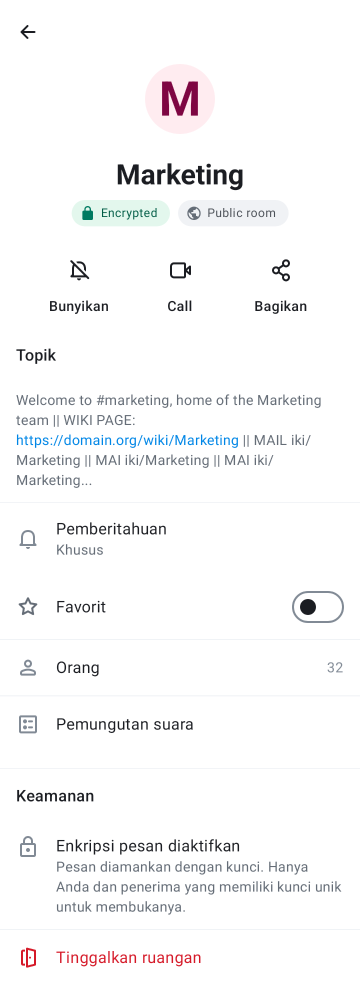 M
Marketing
Encrypted
Public room
Bunyikan
Call
Bagikan
Topik
Welcome to #marketing, home of the Marketing
team || WIKI PAGE:
https://domain.org/wiki/Marketing || MAIL iki/
Marketing || MAI iki/Marketing || MAI iki/
Marketing...
Pemberitahuan
Khusus
Favorit
Orang
32
Pemungutan suara
Keamanan
Enkripsi pesan diaktifkan
Pesan diamankan dengan kunci. Hanya
Anda dan penerima yang memiliki kunci unik
untuk membukanya.
Tinggalkan ruangan